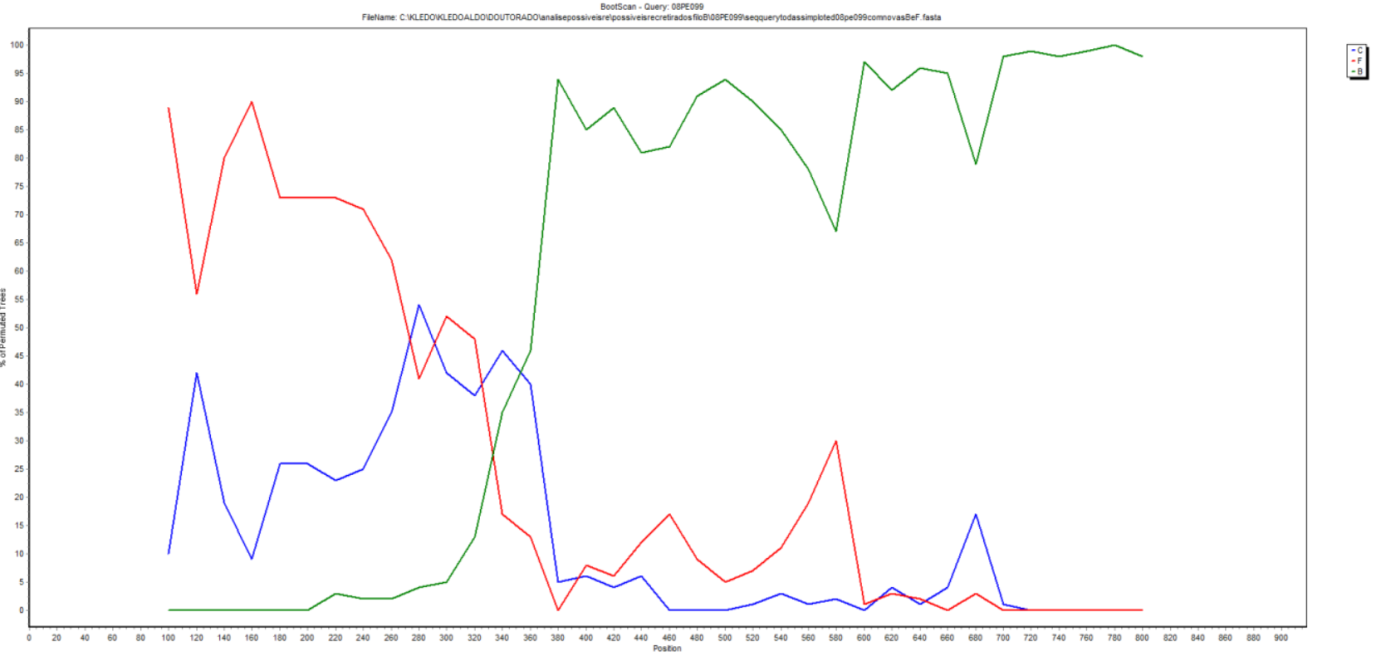 BootScan - Query: 08PE099
FileName: C:\KLEDO\KLEDOALDO\DOUTORADO\analisepossiveisre\possiveisrecretiradosfiloB\08PE099\seqquerytodassimploted08pe099comnovasBeF.fasta
C
F
B
% of Permuted Trees
100
95
90
85
80
75
70
65
60
55
50
45
40
35
30
25
20
15
10
5
0
0 20 40 60 80 100 120 140 160 180 200 220 240 260 280 300 320 340 360 380 400 420 440 460 480 500 520 540 560 580 600 620 640 660 680 700 720 740 760 780 800 820 840 860 880 900
Position